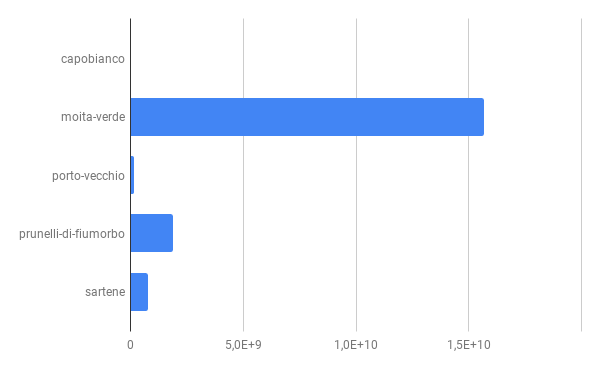 capobianco
moita-verde
porto-vecchio
prunelli-di-fiumorbo
sartene
0 5,0E+9 1,0E+10 1,5E+10